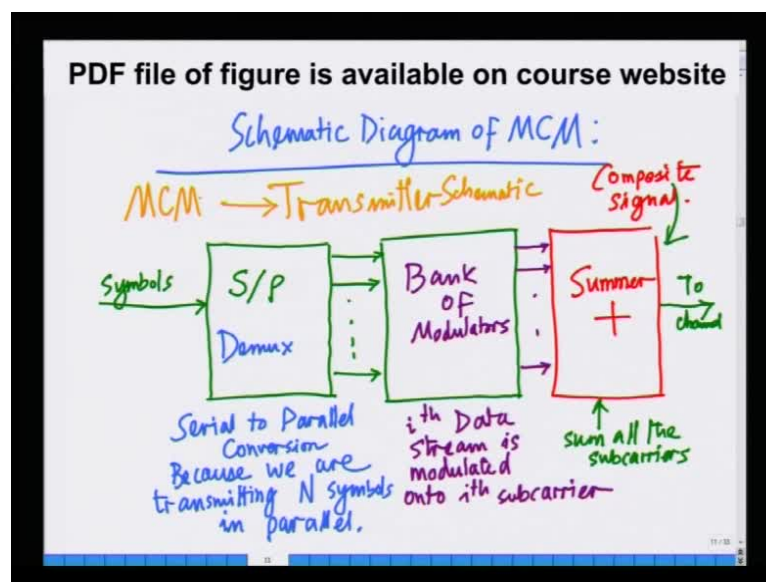 PDF file of figure is available on course website
Schematic Diagram of MCM:
MCM → Transmitter Schematic
Composite
signal.
Symbols
S/P
Demux
Bank
of
Modulators
Summer
+
To
channel
Serial to Parallel
Conversion
Because we are
transmitting N symbols
in parallel.
ith Data
Stream is
modulated
onto ith subcarrier
sum all the
subcarriers
11